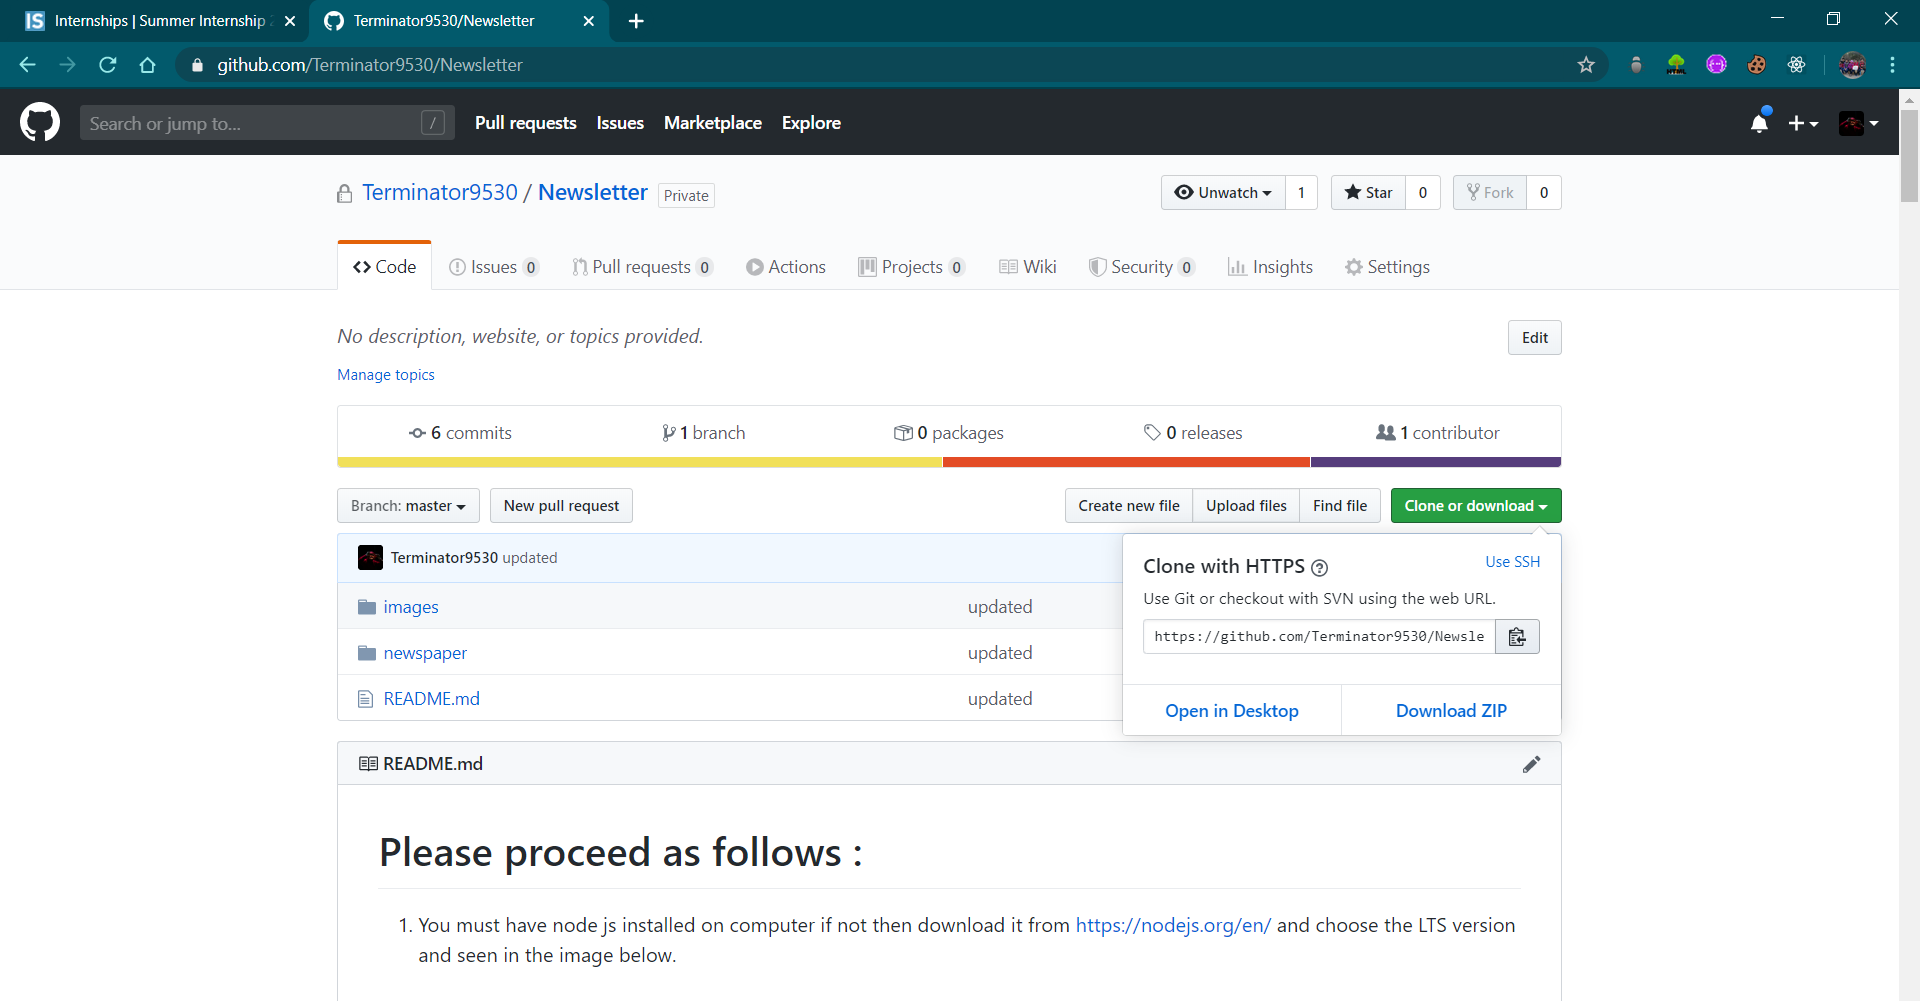 IS Internships | Summer Internship
Terminator9530/Newsletter
github.com/Terminator9530/Newsletter
Search or jump to... /
Pull requests Issues Marketplace Explore
Terminator9530 / Newsletter Private
Unwatch 1 Star 0 Fork 0
Code Issues 0 Pull requests 0 Actions Projects 0 Wiki Security 0 Insights Settings
No description, website, or topics provided. Edit
Manage topics
6 commits 1 branch 0 packages 0 releases 1 contributor
Branch: master New pull request Create new file Upload files Find file Clone or download
Terminator9530 updated
images updated
newspaper updated
README.md updated
Clone with HTTPS ? Use SSH
Use Git or checkout with SVN using the web URL.
https://github.com/Terminator9530/Newsle
Open in Desktop Download ZIP
README.md
Please proceed as follows :
1. You must have node js installed on computer if not then download it from https://nodejs.org/en/ and choose the LTS version
and seen in the image below.